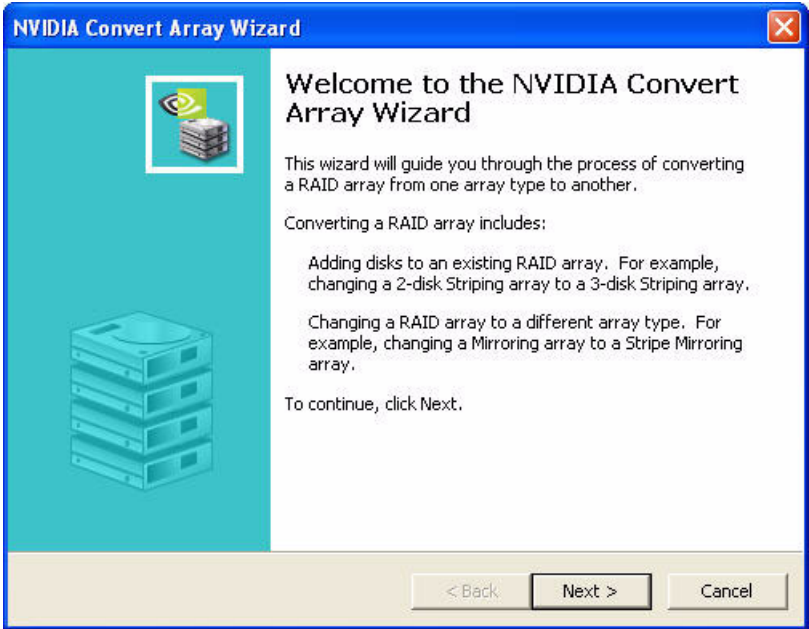 NVIDIA Convert Array Wizard
Welcome to the NVIDIA Convert
Array Wizard
This wizard will guide you through the process of converting
a RAID array from one array type to another.
Converting a RAID array includes:
Adding disks to an existing RAID array.  For example,
changing a 2-disk Striping array to a 3-disk Striping array.
Changing a RAID array to a different array type.  For
example, changing a Mirroring array to a Stripe Mirroring
array.
To continue, click Next.
< Back
Next >
Cancel